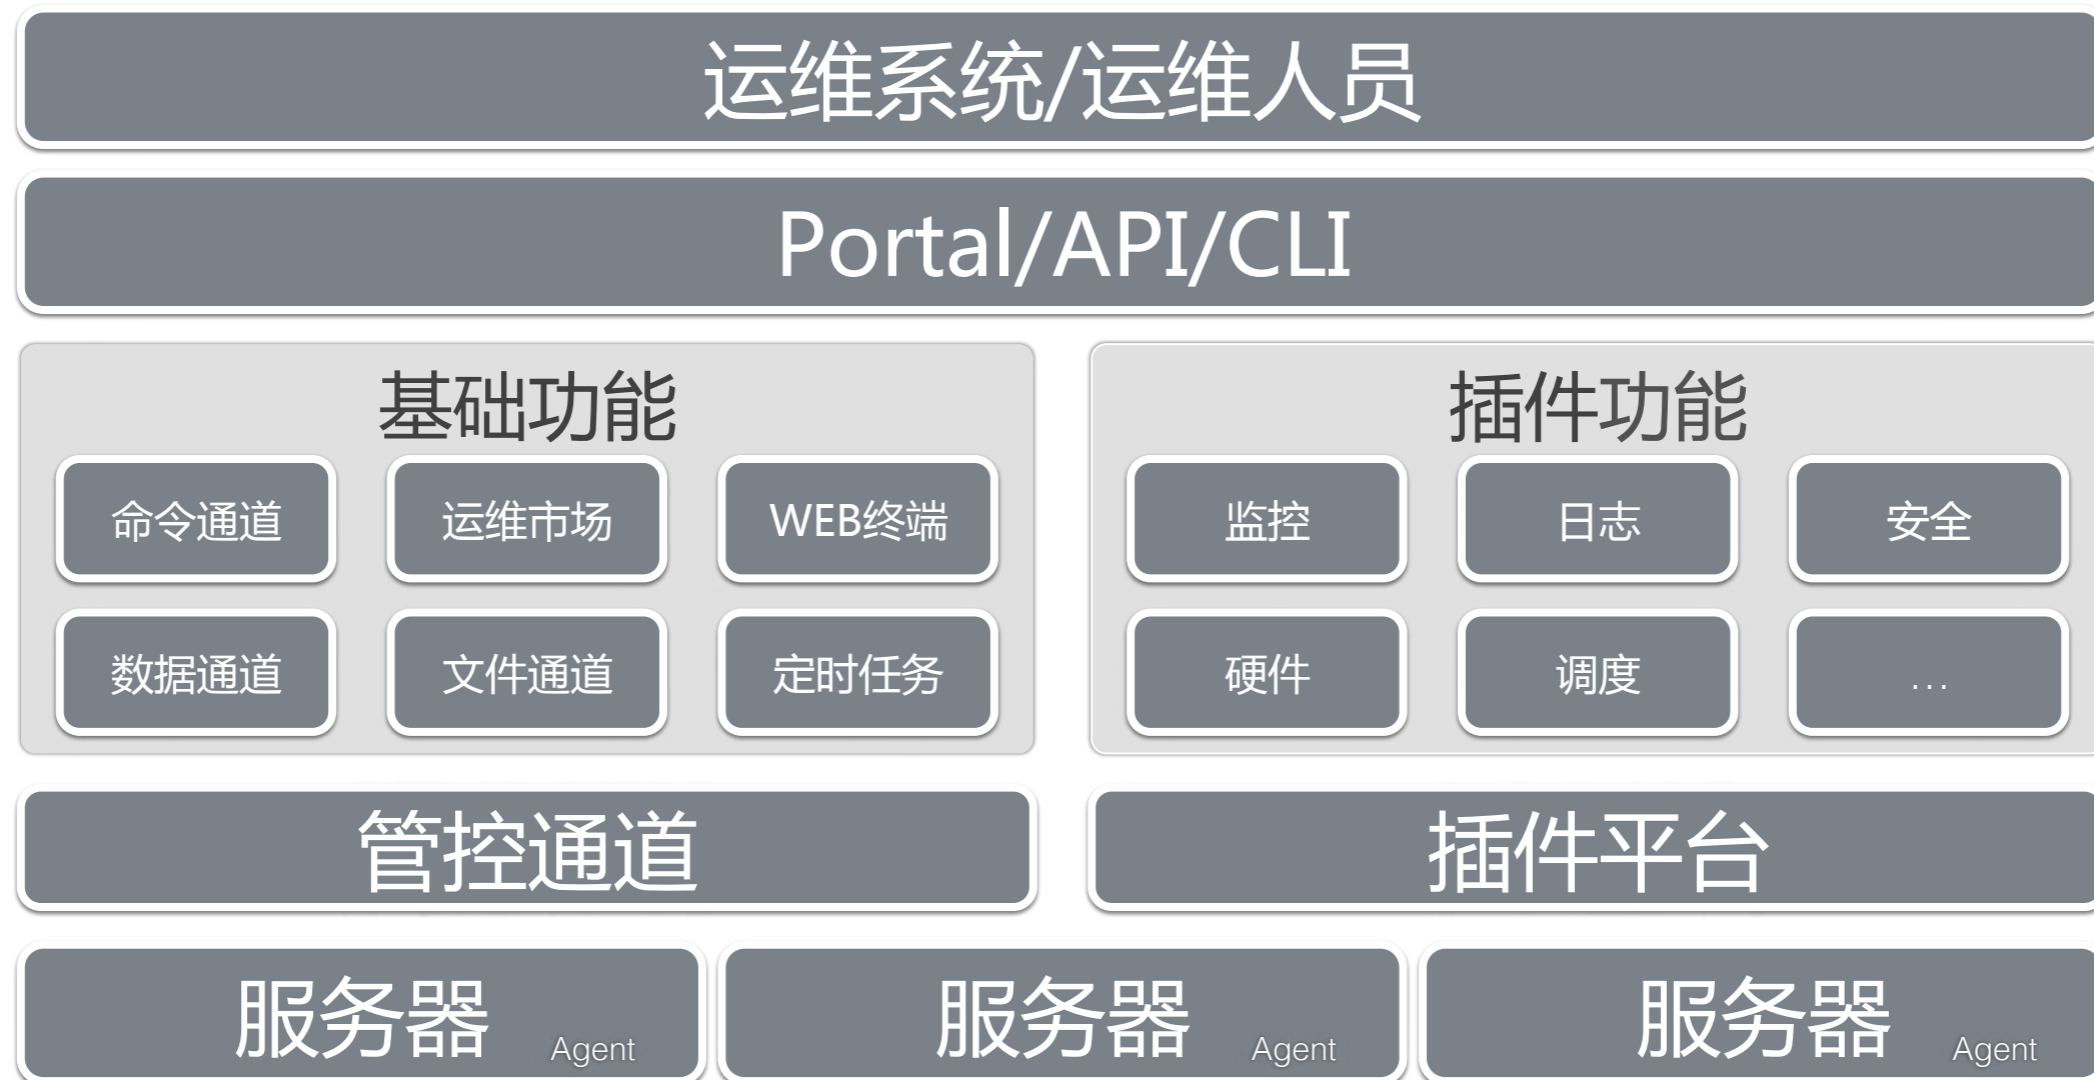 运维系统/运维人员
Portal/API/CLI
基础功能
命令通道 运维市场 WEB终端
数据通道 文件通道 定时任务
插件功能
监控 日志 安全
硬件 调度 ...
管控通道
插件平台
服务器 Agent
服务器 Agent
服务器 Agent